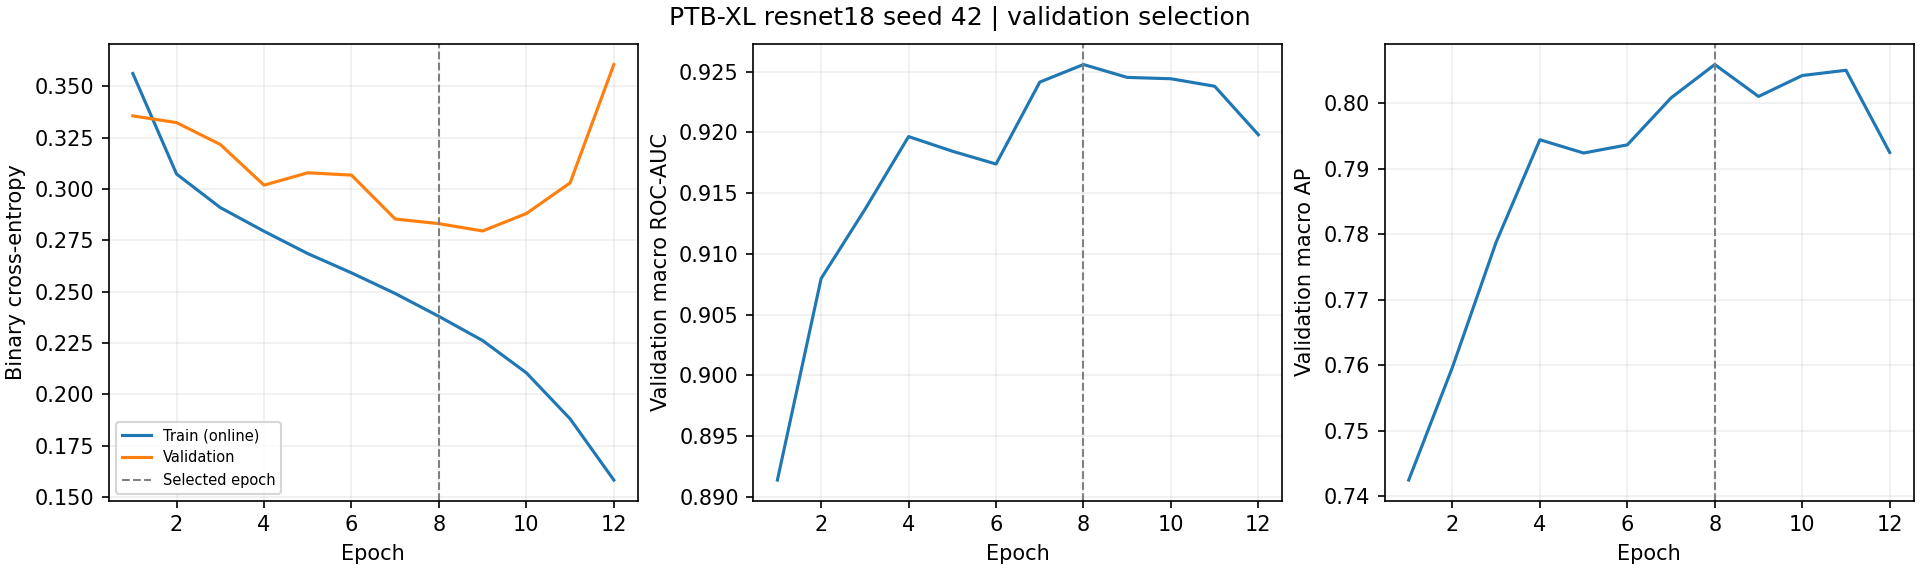 PTB-XL resnet18 seed 42 | validation selection
Binary cross-entropy
0.350
0.325
0.300
0.275
0.250
0.225
0.200
0.175
0.150
Train (online)
Validation
Selected epoch
2 4 6 8 10 12
Epoch
Validation macro ROC-AUC
0.925
0.920
0.915
0.910
0.905
0.900
0.895
0.890
2 4 6 8 10 12
Epoch
Validation macro AP
0.80
0.79
0.78
0.77
0.76
0.75
0.74
2 4 6 8 10 12
Epoch